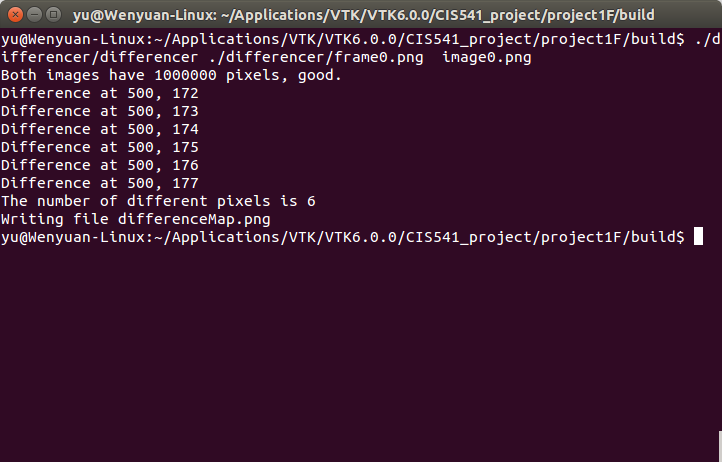 yu@Wenyuan-Linux: ~/Applications/VTK/VTK6.0.0/CIS541_project/project1F/build
yu@Wenyuan-Linux:~/Applications/VTK/VTK6.0.0/CIS541_project/project1F/build$ ./d
ifferencer/differencer ./differencer/frame0.png  image0.png
Both images have 1000000 pixels, good.
Difference at 500, 172
Difference at 500, 173
Difference at 500, 174
Difference at 500, 175
Difference at 500, 176
Difference at 500, 177
The number of different pixels is 6
Writing file differenceMap.png
yu@Wenyuan-Linux:~/Applications/VTK/VTK6.0.0/CIS541_project/project1F/build$